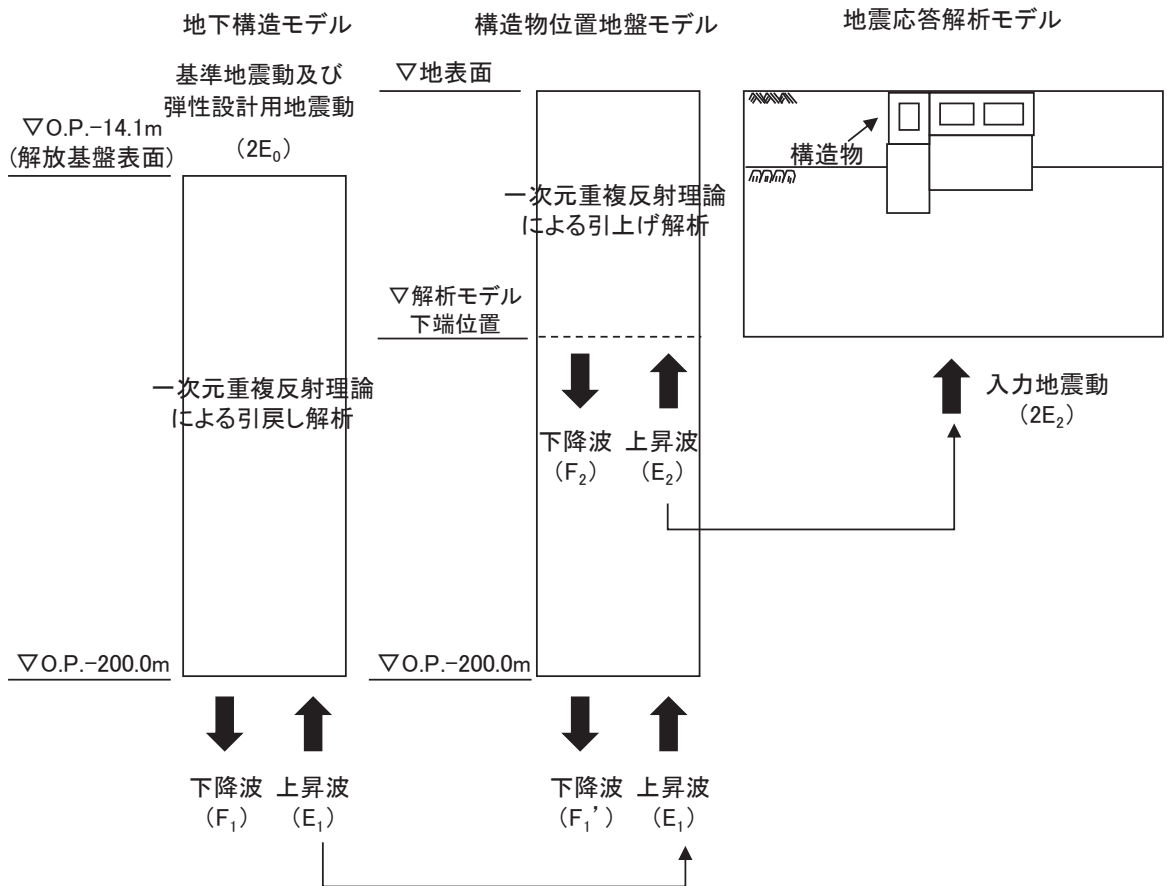 地下構造モデル
基準地震動及び
弾性設計用地震動
(2E₀)
▽O.P.-14.1m
(解放基盤表面)
一次元重複反射理論
による引戻し解析
▽O.P.-200.0m
下降波
(F₁)
上昇波
(E₁)
構造物位置地盤モデル
▽地表面
一次元重複反射理論
による引上げ解析
▽解析モデル
下端位置
下降波
(F₂)
上昇波
(E₂)
▽O.P.-200.0m
下降波
(F₁’)
上昇波
(E₁)
地震応答解析モデル
構造物
入力地震動
(2E₂)